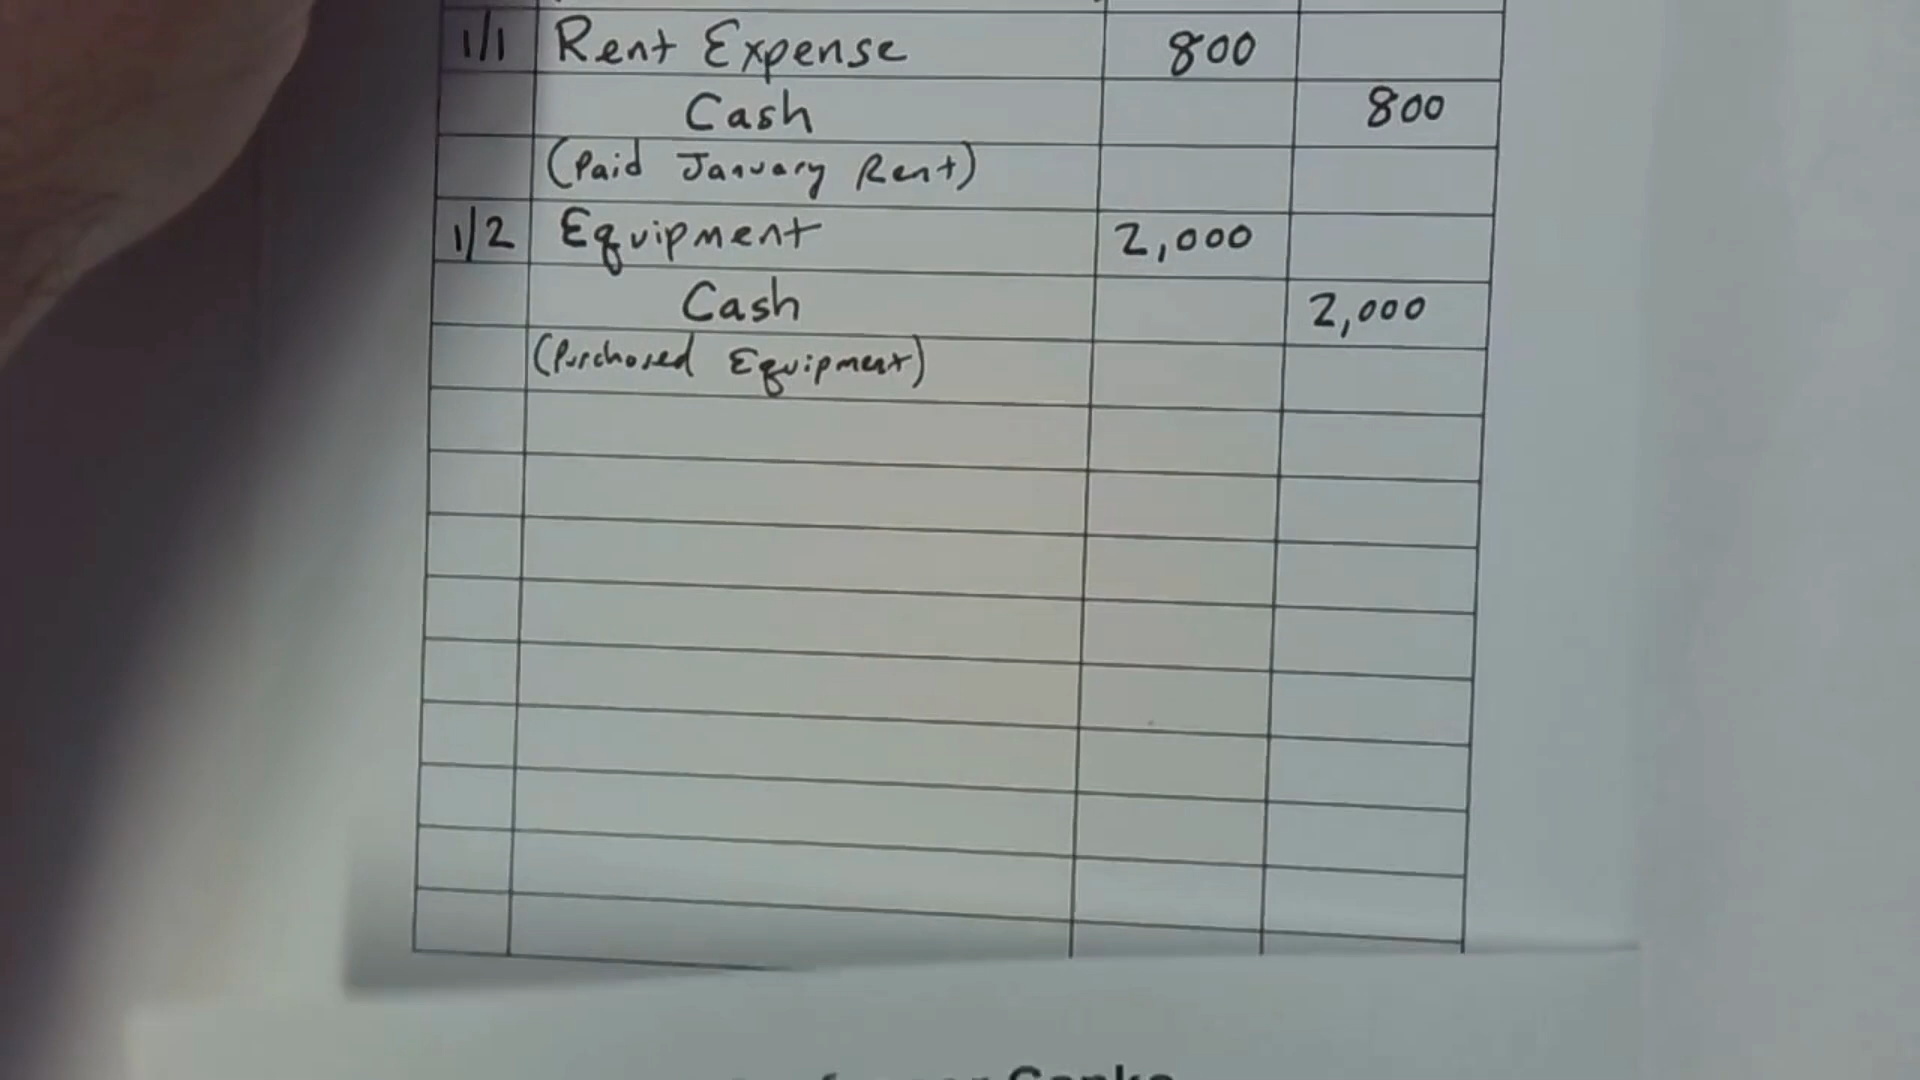 1/1 Rent Expense 800
Cash 800
(Paid January Rent)
1/2 Equipment 2,000
Cash 2,000
(Purchased Equipment)